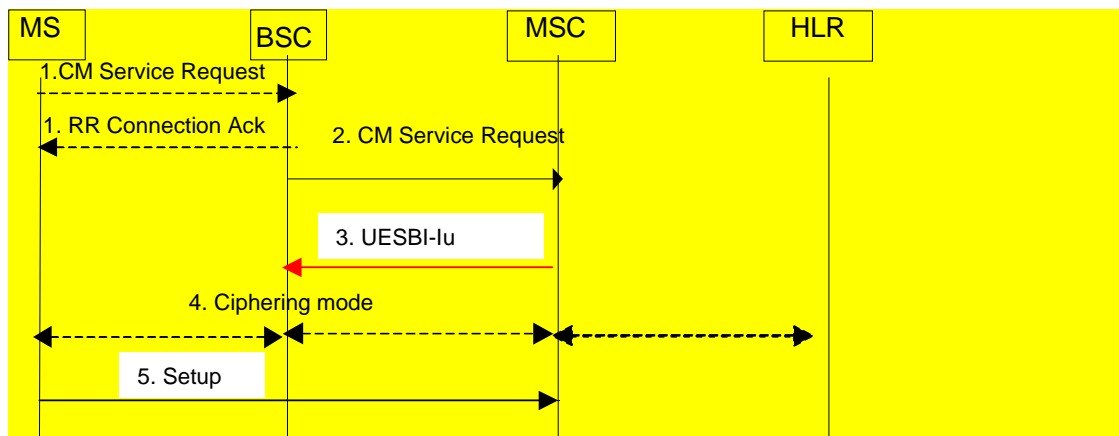 MS
BSC
MSC
HLR
1.CM Service Request
1. RR Connection Ack
2. CM Service Request
3. UESBI-Iu
4. Ciphering mode
5. Setup